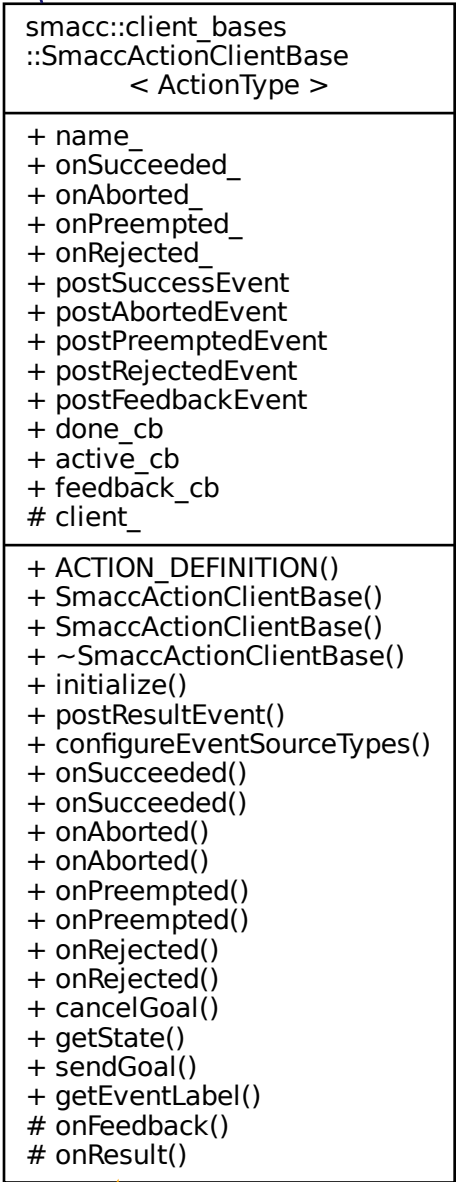 smacc::client_bases
::SmaccActionClientBase
< ActionType >
+ name_
+ onSucceeded_
+ onAborted_
+ onPreempted_
+ onRejected_
+ postSuccessEvent
+ postAbortedEvent
+ postPreemptedEvent
+ postRejectedEvent
+ postFeedbackEvent
+ done_cb
+ active_cb
+ feedback_cb
# client_
+ ACTION_DEFINITION()
+ SmaccActionClientBase()
+ SmaccActionClientBase()
+ ~SmaccActionClientBase()
+ initialize()
+ postResultEvent()
+ configureEventSourceTypes()
+ onSucceeded()
+ onSucceeded()
+ onAborted()
+ onAborted()
+ onPreempted()
+ onPreempted()
+ onRejected()
+ onRejected()
+ cancelGoal()
+ getState()
+ sendGoal()
+ getEventLabel()
# onFeedback()
# onResult()